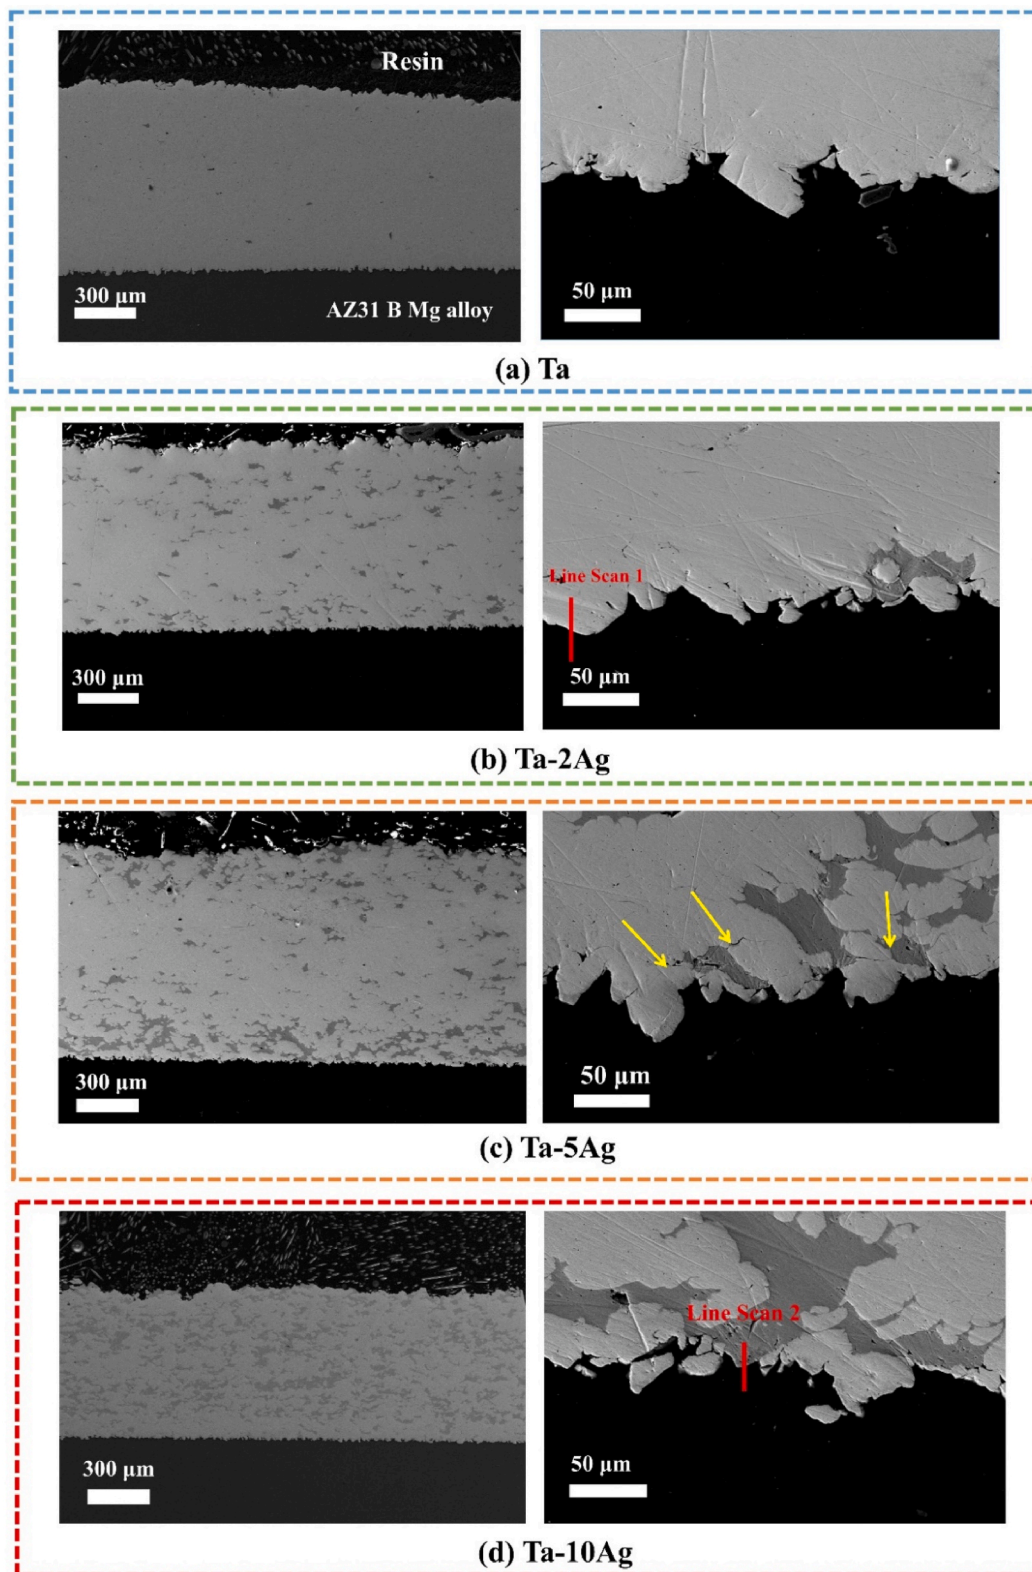 Resin
300 µm
AZ31 B Mg alloy
50 µm
(a) Ta
300 µm
Line Scan 1
50 µm
(b) Ta-2Ag
300 µm
50 µm
(c) Ta-5Ag
300 µm
Line Scan 2
50 µm
(d) Ta-10Ag